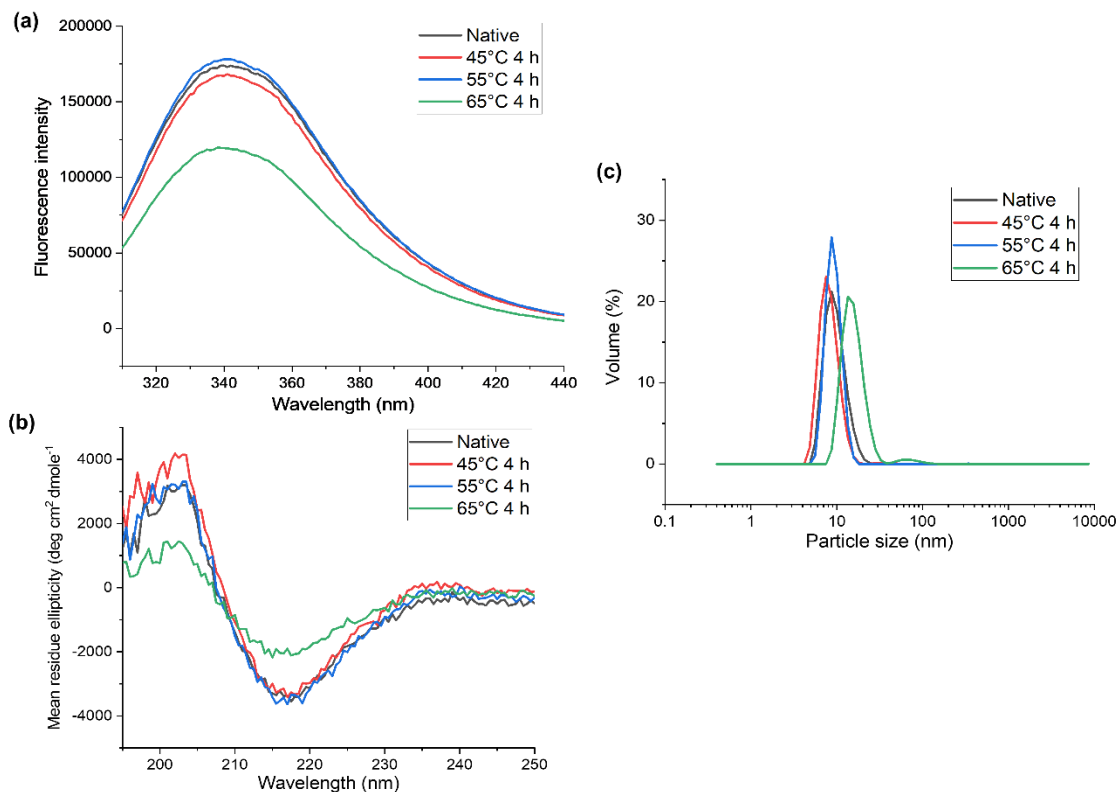 (a)
200000
150000
100000
50000
0
Fluorescence intensity
Native
45°C 4 h
55°C 4 h
65°C 4 h
320 340 360 380 400 420 440
Wavelength (nm)
(b)
4000
2000
0
-2000
-4000
Mean residue ellipticity (deg cm² dmole⁻¹)
Native
45°C 4 h
55°C 4 h
65°C 4 h
200 210 220 230 240 250
Wavelength (nm)
(c)
30
20
10
0
Volume (%)
Native
45°C 4 h
55°C 4 h
65°C 4 h
0.1 1 10 100 1000 10000
Particle size (nm)